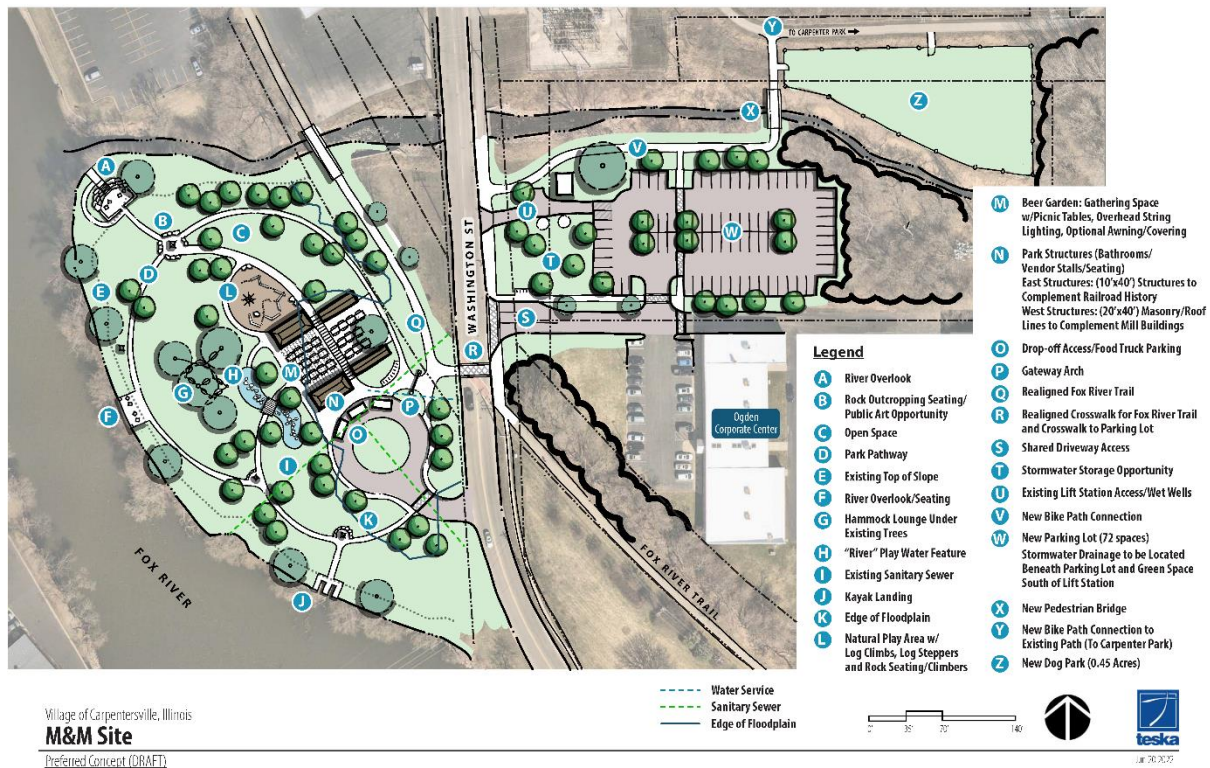 Y
TO CARPENTER PARK
X
Z
V
A
B
C
U
W
D
T
E
L
Q
WASHINGTON ST
S
R
H
M
G
F
N
P
O
I
K
J
FOX RIVER
FOX RIVER TRAIL
Ogden
Corporate Center
Legend
A River Overlook
B Rock Outcropping Seating/
Public Art Opportunity
C Open Space
D Park Pathway
E Existing Top of Slope
F River Overlook/Seating
G Hammock Lounge Under
Existing Trees
H "River" Play Water Feature
I Existing Sanitary Sewer
J Kayak Landing
K Edge of Floodplain
L Natural Play Area w/
Log Climbs, Log Steppers
and Rock Seating/Climbers
M Beer Garden: Gathering Space
w/Picnic Tables, Overhead String
Lighting, Optional Awning/Covering
N Park Structures (Bathrooms/
Vendor Stalls/Seating)
East Structures: (10'x40') Structures to
Complement Railroad History
West Structures: (20'x40') Masonry/Roof
Lines to Complement Mill Buildings
O Drop-off Access/Food Truck Parking
P Gateway Arch
Q Realigned Fox River Trail
R Realigned Crosswalk for Fox River Trail
and Crosswalk to Parking Lot
S Shared Driveway Access
T Stormwater Storage Opportunity
U Existing Lift Station Access/Wet Wells
V New Bike Path Connection
W New Parking Lot (72 spaces)
Stormwater Drainage to be Located
Beneath Parking Lot and Green Space
South of Lift Station
X New Pedestrian Bridge
Y New Bike Path Connection to
Existing Path (To Carpenter Park)
Z New Dog Park (0.45 Acres)
Water Service
Sanitary Sewer
Edge of Floodplain
0' 35' 70' 140'
teska
Village of Carpentersville, Illinois
M&M Site
Preferred Concept (DRAFT)